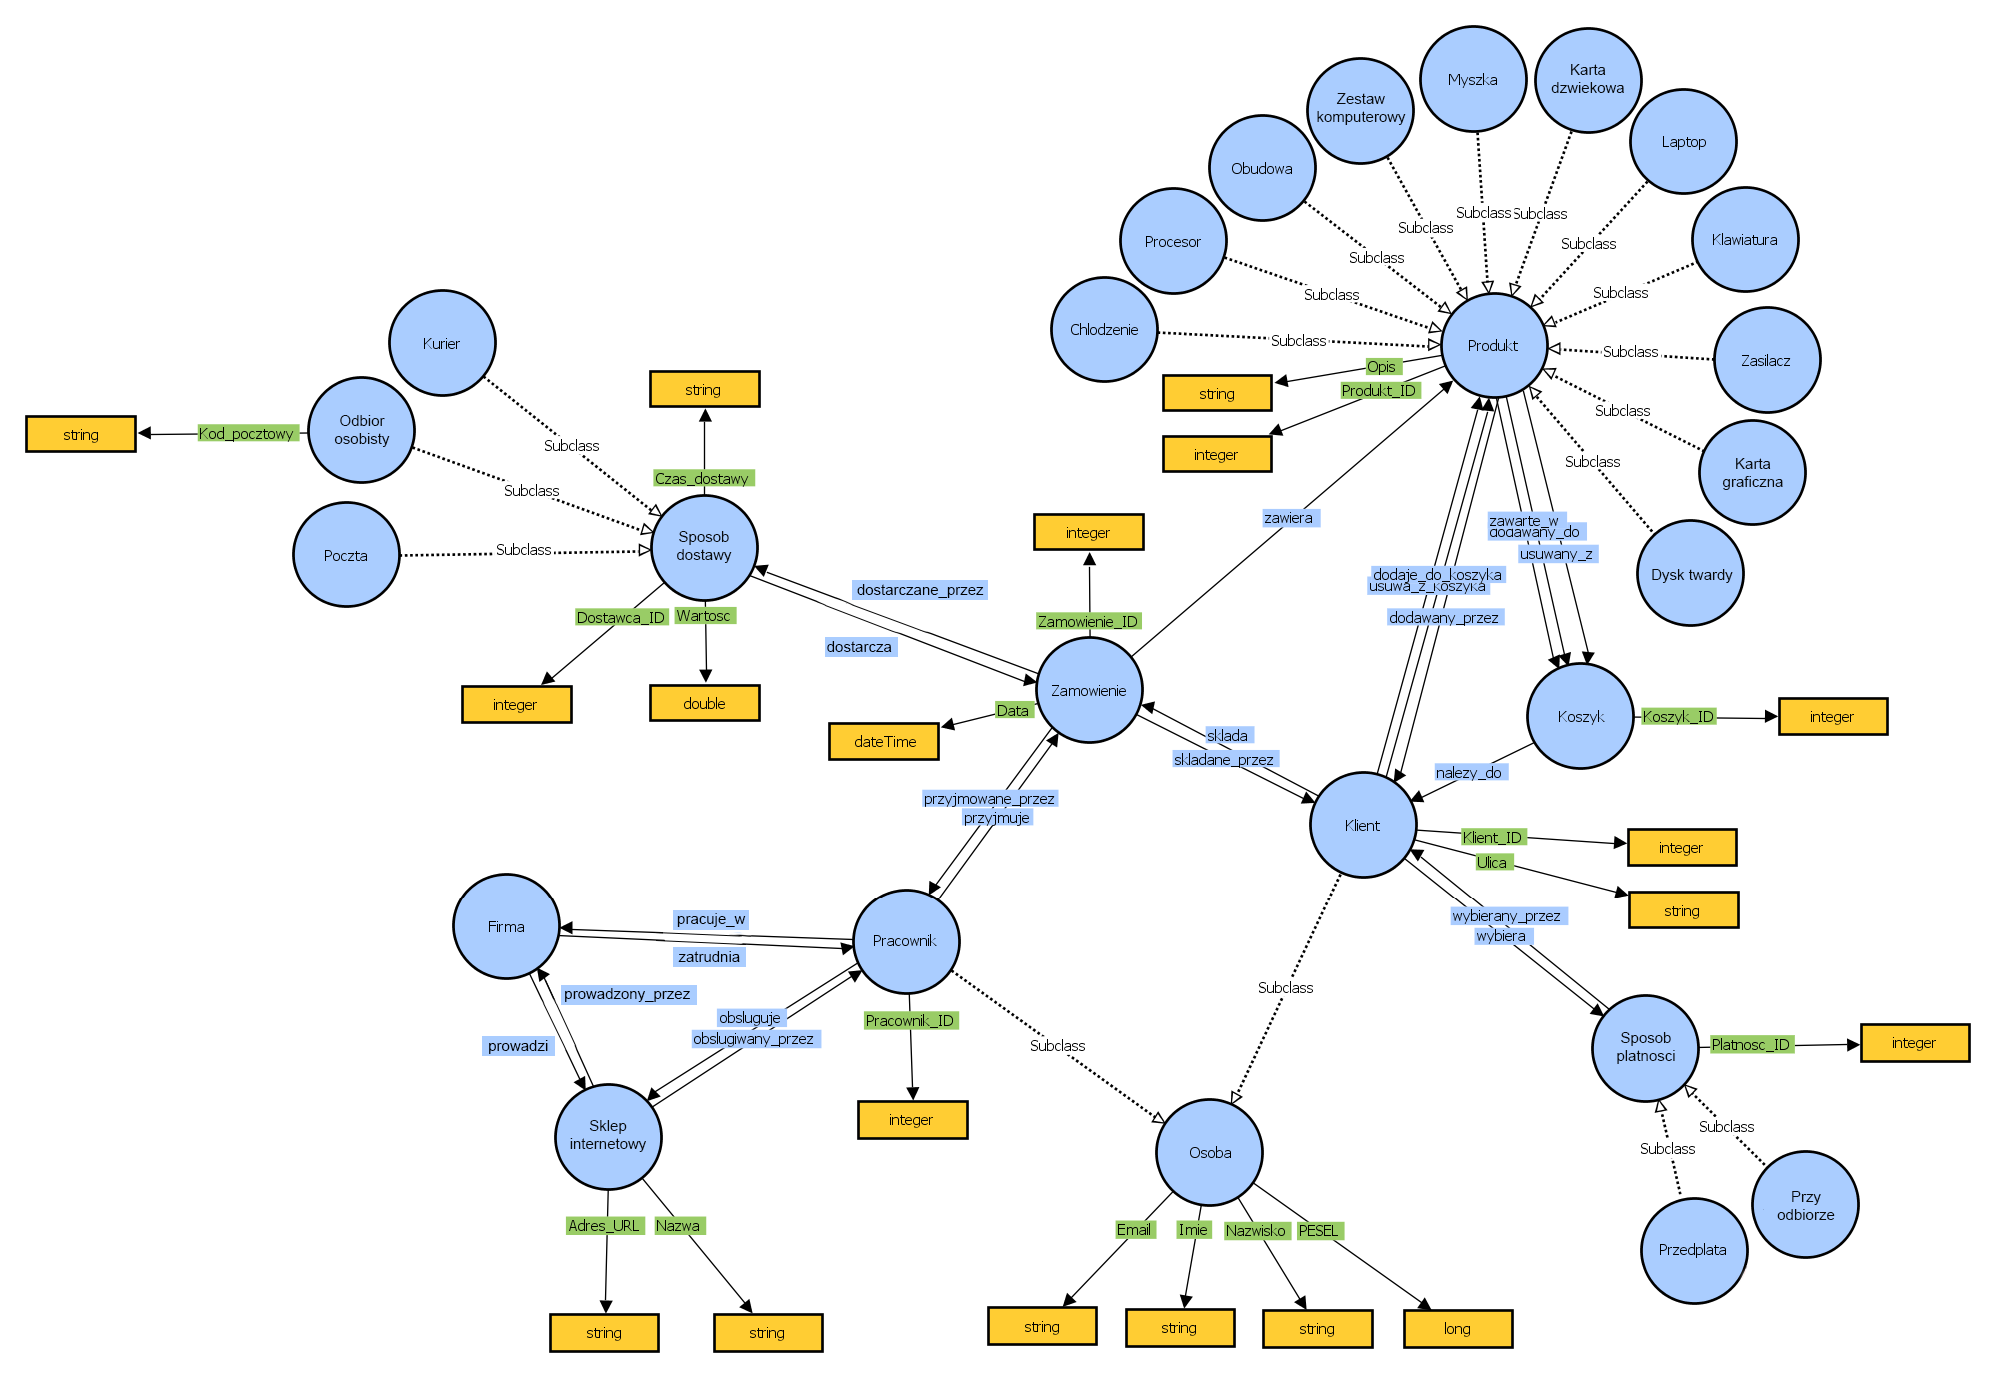 Myszka
Karta
dzwiekowa
Zestaw
komputerowy
Laptop
Obudowa
Procesor
Klawiatura
Chlodzenie
Subclass
Subclass
Subclass
Subclass
Subclass
Subclass
Subclass
Subclass
Subclass
Subclass
Subclass
Produkt
Zasilacz
Opis
string
Produkt_ID
integer
Karta
graficzna
Dysk twardy
Kurier
Odbior
osobisty
Kod_pocztowy
string
Poczta
Subclass
Subclass
Subclass
string
Czas_dostawy
Sposob
dostawy
Dostawca_ID
Wartosc
integer
double
dostarczane_przez
dostarcza
integer
Zamowienie_ID
Zamowienie
Data
dateTime
zawiera
zawarte_w
dodawany_do
usuwany_z
dodaje_do_koszyka
usuwa_z_koszyka
dodawany_przez
Koszyk
Koszyk_ID
integer
nalezy_do
sklada
skladane_przez
Klient
Klient_ID
integer
Ulica
string
przyjmowane_przez
przyjmuje
wybierany_przez
wybiera
Firma
pracuje_w
zatrudnia
Pracownik
prowadzony_przez
prowadzi
obsluguje
obslugiwany_przez
Pracownik_ID
integer
Subclass
Subclass
Sposob
platnosci
Platnosc_ID
integer
Subclass
Subclass
Przy
odbiorze
Przedplata
Sklep
internetowy
Adres_URL
Nazwa
string
string
Osoba
Email
Imie
Nazwisko
PESEL
string
string
string
long